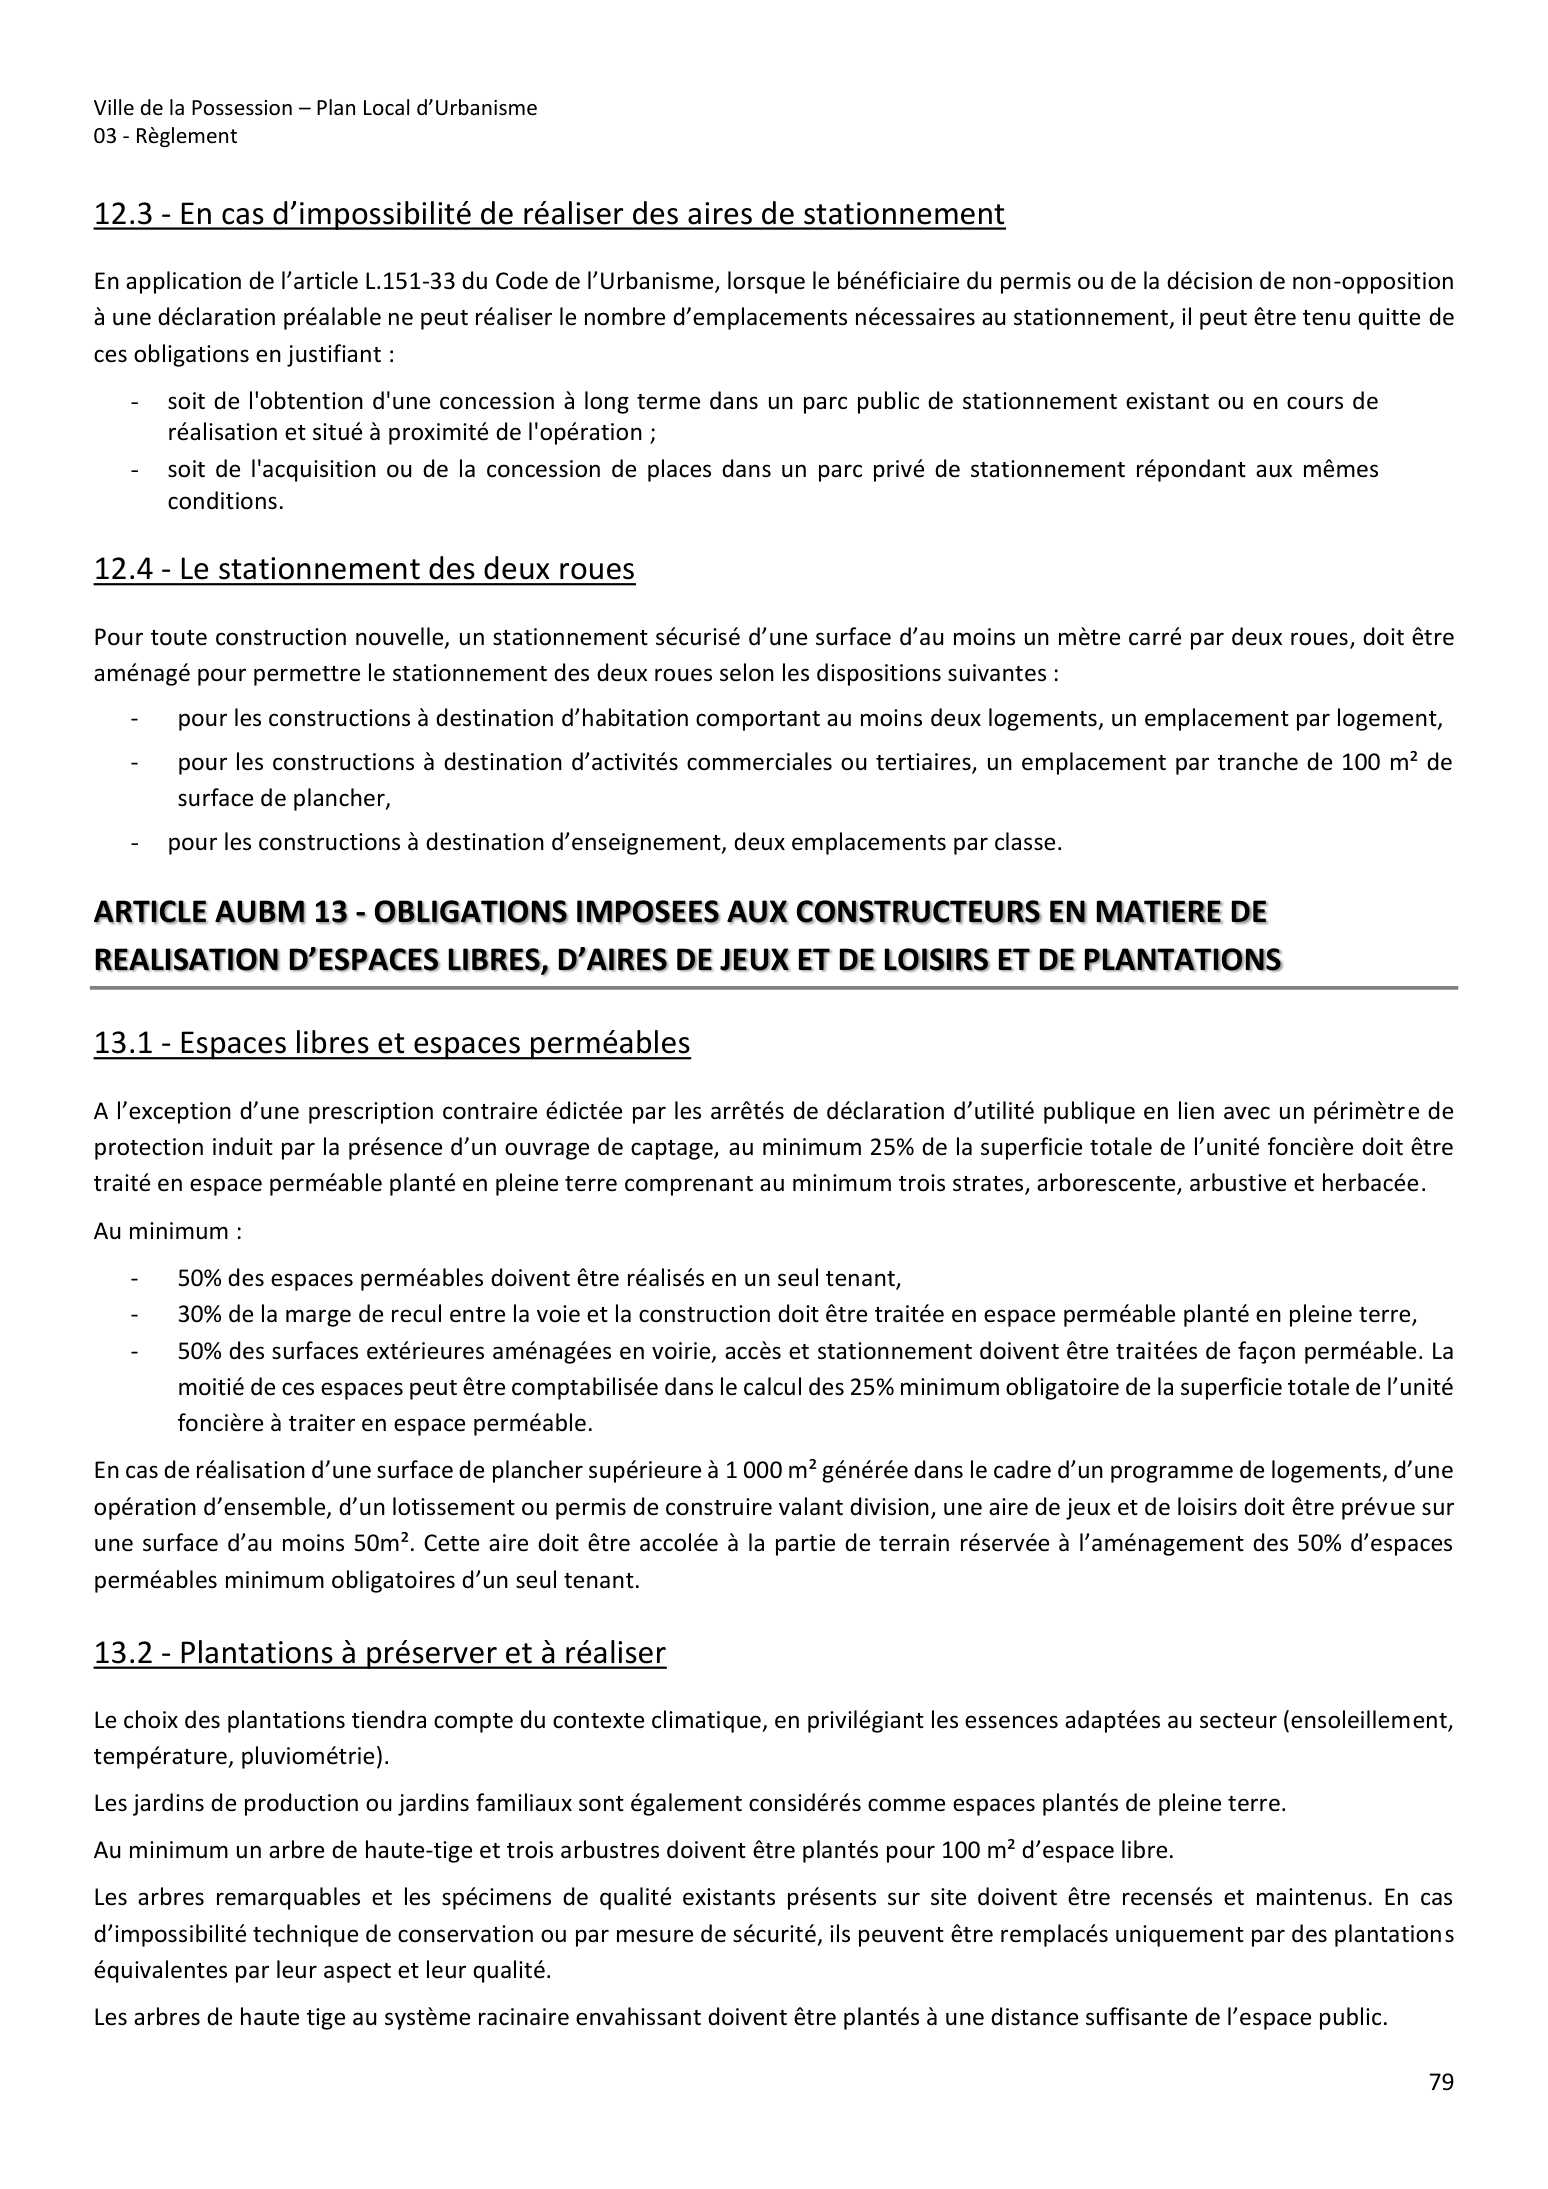 Ville de la Possession – Plan Local d’Urbanisme
03 - Règlement
12.3 - En cas d’impossibilité de réaliser des aires de stationnement
En application de l’article L.151-33 du Code de l’Urbanisme, lorsque le bénéficiaire du permis ou de la décision de non-opposition
à une déclaration préalable ne peut réaliser le nombre d’emplacements nécessaires au stationnement, il peut être tenu quitte de
ces obligations en justifiant :
- soit de l'obtention d'une concession à long terme dans un parc public de stationnement existant ou en cours de
réalisation et situé à proximité de l'opération ;
- soit de l'acquisition ou de la concession de places dans un parc privé de stationnement répondant aux mêmes
conditions.
12.4 - Le stationnement des deux roues
Pour toute construction nouvelle, un stationnement sécurisé d’une surface d’au moins un mètre carré par deux roues, doit être
aménagé pour permettre le stationnement des deux roues selon les dispositions suivantes :
- pour les constructions à destination d’habitation comportant au moins deux logements, un emplacement par logement,
- pour les constructions à destination d’activités commerciales ou tertiaires, un emplacement par tranche de 100 m² de
surface de plancher,
- pour les constructions à destination d’enseignement, deux emplacements par classe.
ARTICLE AUBM 13 - OBLIGATIONS IMPOSEES AUX CONSTRUCTEURS EN MATIERE DE
REALISATION D’ESPACES LIBRES, D’AIRES DE JEUX ET DE LOISIRS ET DE PLANTATIONS
13.1 - Espaces libres et espaces perméables
A l’exception d’une prescription contraire édictée par les arrêtés de déclaration d’utilité publique en lien avec un périmètre de
protection induit par la présence d’un ouvrage de captage, au minimum 25% de la superficie totale de l’unité foncière doit être
traité en espace perméable planté en pleine terre comprenant au minimum trois strates, arborescente, arbustive et herbacée.
Au minimum :
- 50% des espaces perméables doivent être réalisés en un seul tenant,
- 30% de la marge de recul entre la voie et la construction doit être traitée en espace perméable planté en pleine terre,
- 50% des surfaces extérieures aménagées en voirie, accès et stationnement doivent être traitées de façon perméable. La
moitié de ces espaces peut être comptabilisée dans le calcul des 25% minimum obligatoire de la superficie totale de l’unité
foncière à traiter en espace perméable.
En cas de réalisation d’une surface de plancher supérieure à 1 000 m² générée dans le cadre d’un programme de logements, d’une
opération d’ensemble, d’un lotissement ou permis de construire valant division, une aire de jeux et de loisirs doit être prévue sur
une surface d’au moins 50m². Cette aire doit être accolée à la partie de terrain réservée à l’aménagement des 50% d’espaces
perméables minimum obligatoires d’un seul tenant.
13.2 - Plantations à préserver et à réaliser
Le choix des plantations tiendra compte du contexte climatique, en privilégiant les essences adaptées au secteur (ensoleillement,
température, pluviométrie).
Les jardins de production ou jardins familiaux sont également considérés comme espaces plantés de pleine terre.
Au minimum un arbre de haute-tige et trois arbustres doivent être plantés pour 100 m² d’espace libre.
Les arbres remarquables et les spécimens de qualité existants présents sur site doivent être recensés et maintenus. En cas
d’impossibilité technique de conservation ou par mesure de sécurité, ils peuvent être remplacés uniquement par des plantations
équivalentes par leur aspect et leur qualité.
Les arbres de haute tige au système racinaire envahissant doivent être plantés à une distance suffisante de l’espace public.
79